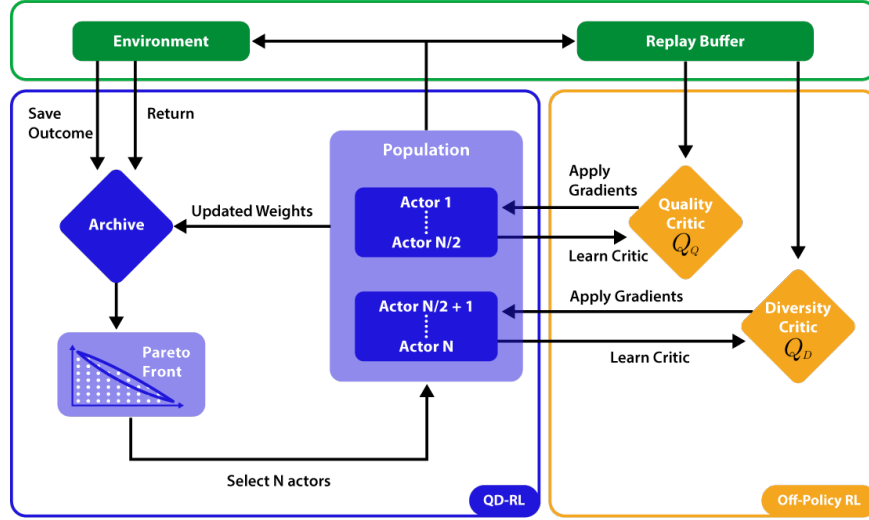 Environment
Replay Buffer
Save
Outcome
Return
Population
Apply
Gradients
Actor 1
Quality
Critic
Q_Q
Archive
Updated Weights
Actor N/2
Learn Critic
Apply Gradients
Actor N/2 + 1
Diversity
Critic
Q_D
Actor N
Learn Critic
Pareto
Front
Select N actors
QD-RL
Off-Policy RL